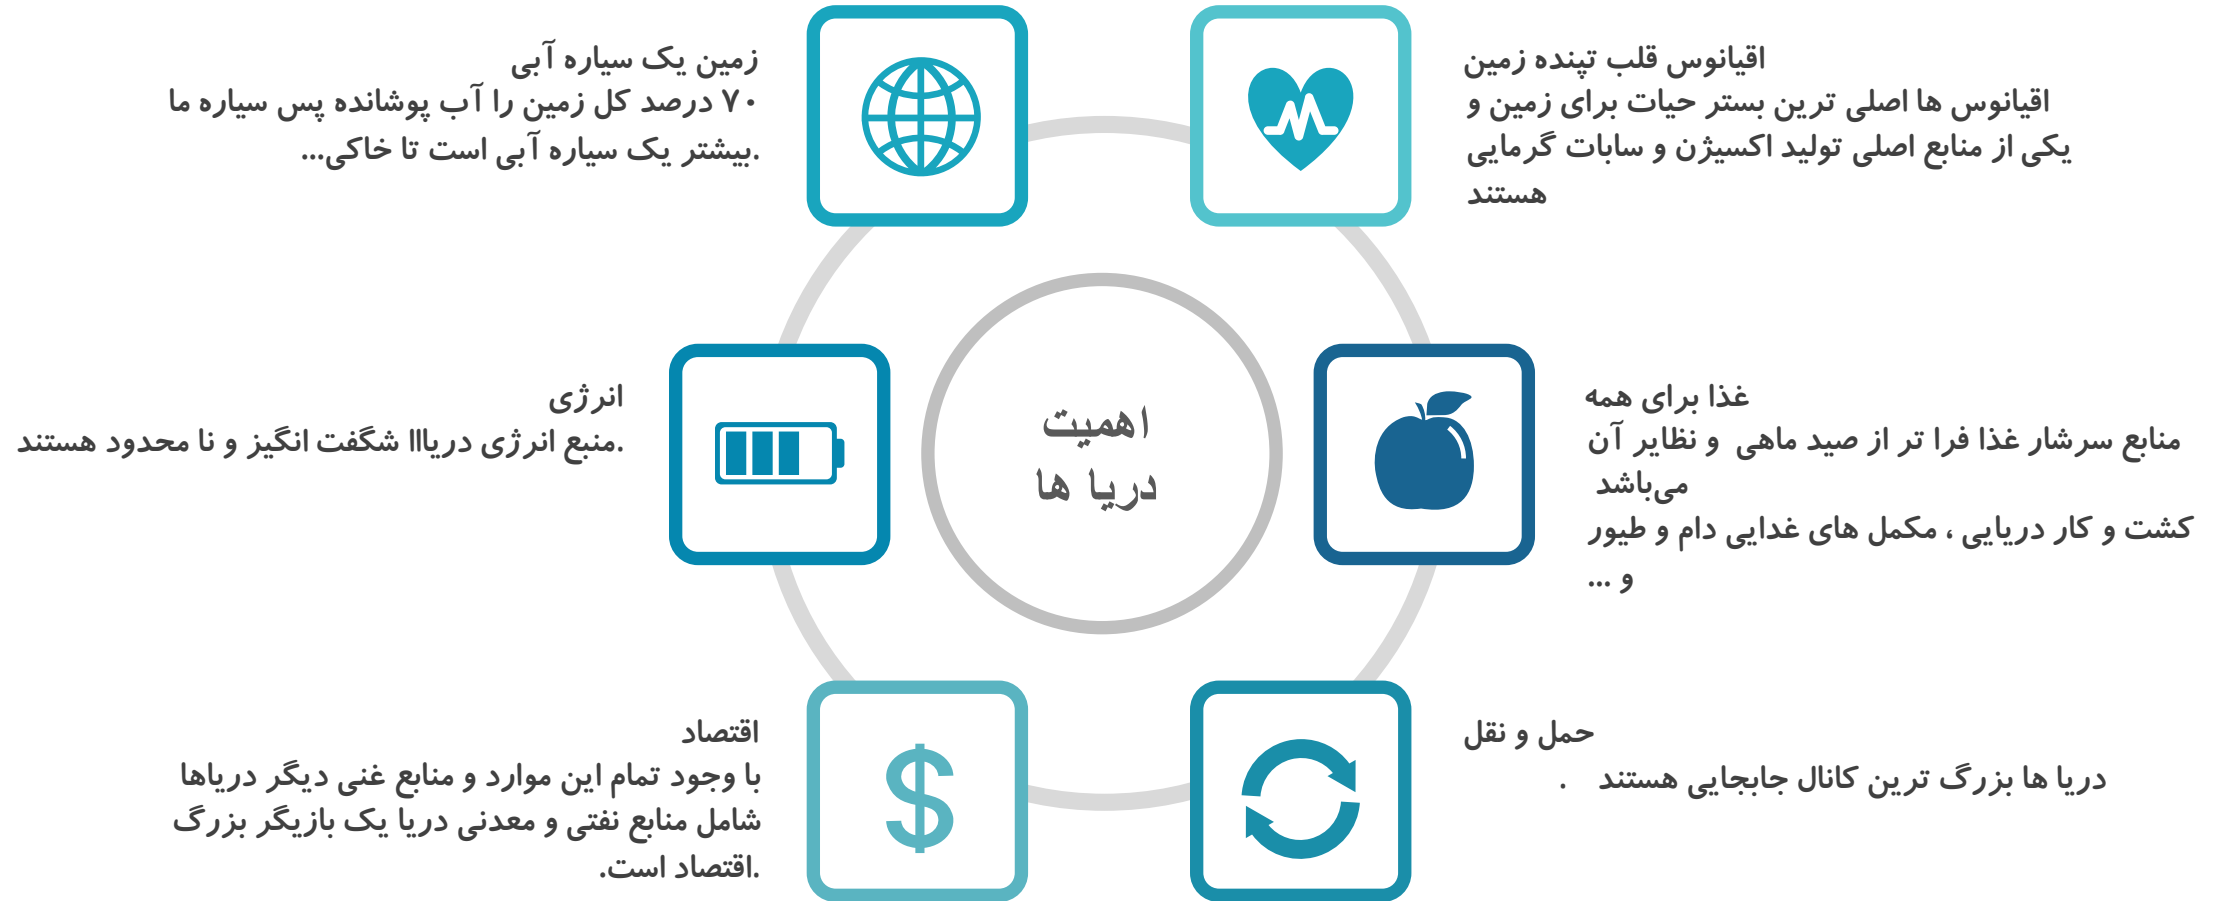 اقیانوس قلب تپنده زمین
اقیانوس ها اصلی ترین بستر حیات برای زمین و
یکی از منابع اصلی تولید اکسیژن و سابات گرمایی
هستند
زمین یک سیاره آبی
۷۰ درصد کل زمین را آب پوشانده پس سیاره ما
.بیشتر یک سیاره آبی است تا خاکی...
غذا برای همه
منابع سرشار غذا فرا تر از صید ماهی و نظایر آن
می‌باشد
کشت و کار دریایی ، مکمل های غدایی دام و طیور
و ...
اهمیت
دریا ها
انرژی
.منبع انرژی دریااا شگفت انگیز و نا محدود هستند
حمل و نقل
دریا ها بزرگ ترین کانال جابجایی هستند .
اقتصاد
با وجود تمام این موارد و منابع غنی دیگر دریاها
شامل منابع نفتی و معدنی دریا یک بازیگر بزرگ
.اقتصاد است.
$